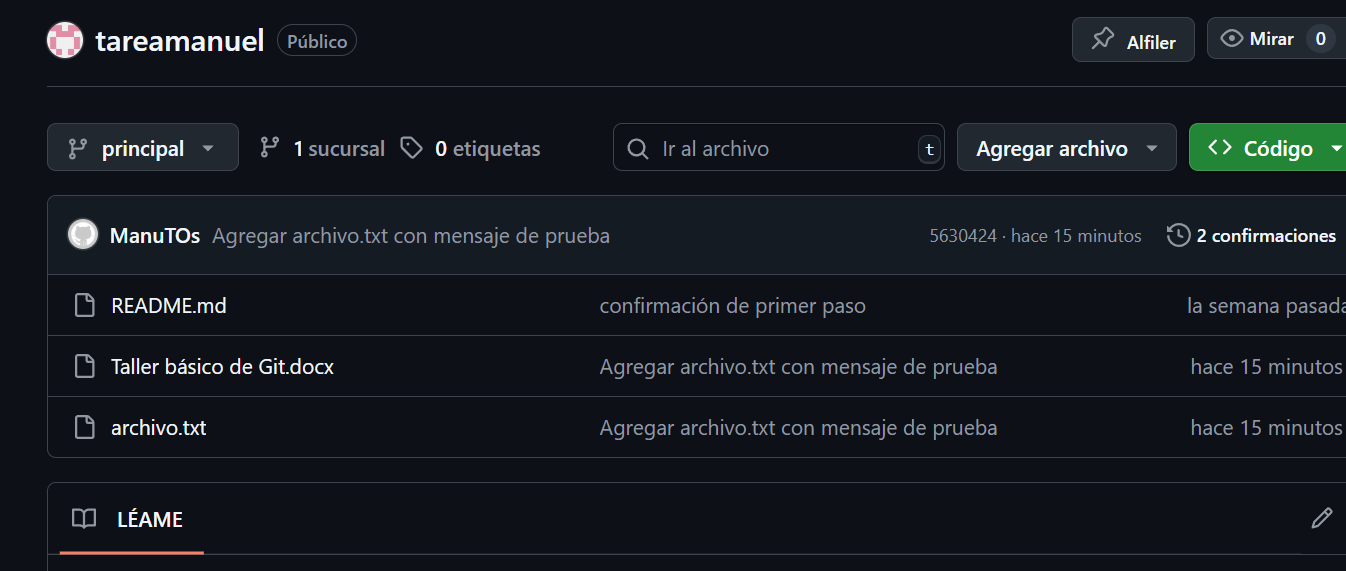 tareamanuel Público Alfiler Mirar 0
principal 1 sucursal 0 etiquetas Ir al archivo t Agregar archivo Código
ManuTOs Agregar archivo.txt con mensaje de prueba 5630424 · hace 15 minutos 2 confirmaciones
README.md confirmación de primer paso la semana pasada
Taller básico de Git.docx Agregar archivo.txt con mensaje de prueba hace 15 minutos
archivo.txt Agregar archivo.txt con mensaje de prueba hace 15 minutos
LÉAME